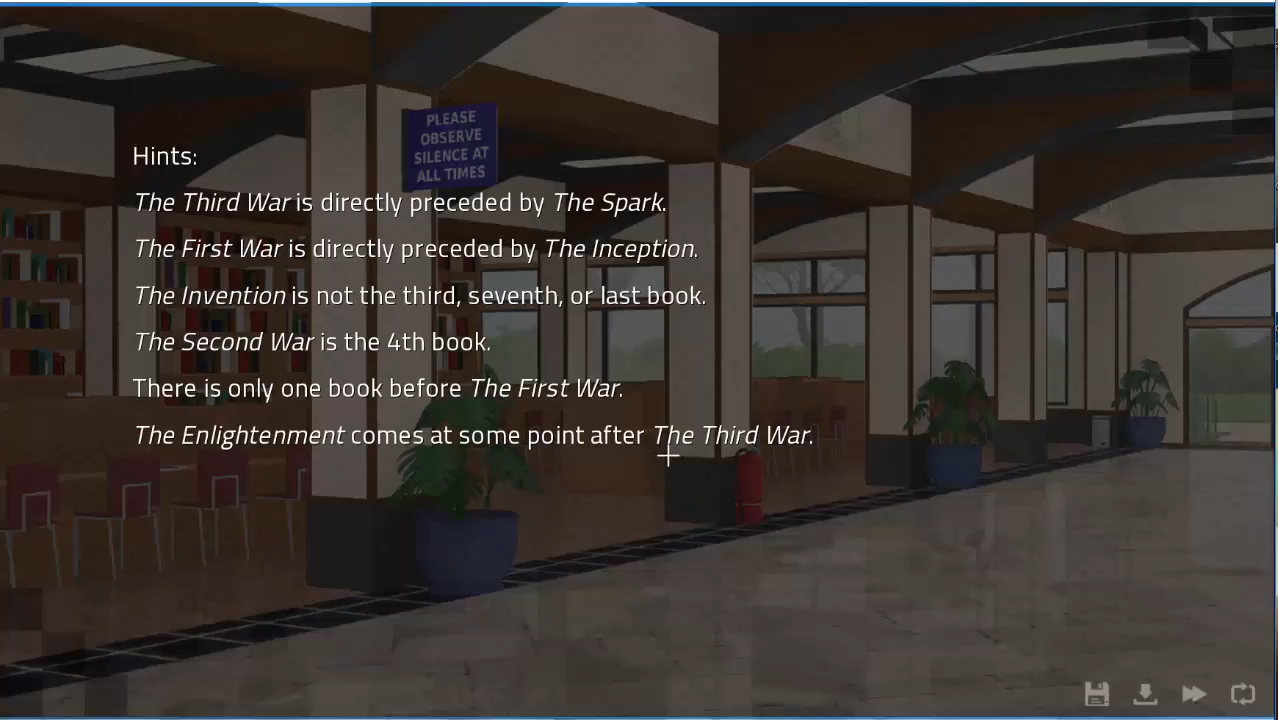 PLEASE
OBSERVE
SILENCE AT
ALL TIMES
Hints:
The Third War is directly preceded by The Spark.
The First War is directly preceded by The Inception.
The Invention is not the third, seventh, or last book.
The Second War is the 4th book.
There is only one book before The First War.
The Enlightenment comes at some point after The Third War.